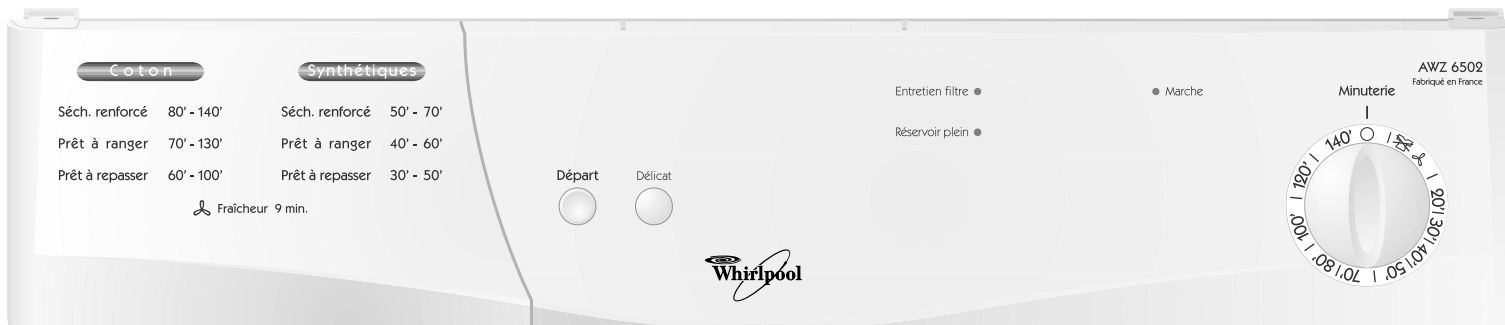 Coton
Séch. renforcé 80' - 140'
Prêt à ranger 70' - 130'
Prêt à repasser 60' - 100'
Synthétiques
Séch. renforcé 50' - 70'
Prêt à ranger 40' - 60'
Prêt à repasser 30' - 50'
Fraîcheur 9 min.
Départ
Délicat
Whirlpool
Entretien filtre
Réservoir plein
Marche
AWZ 6502
Fabriqué en France
Minuterie
20' 30' 40' 50' 70' 80' 100' 120' 140'